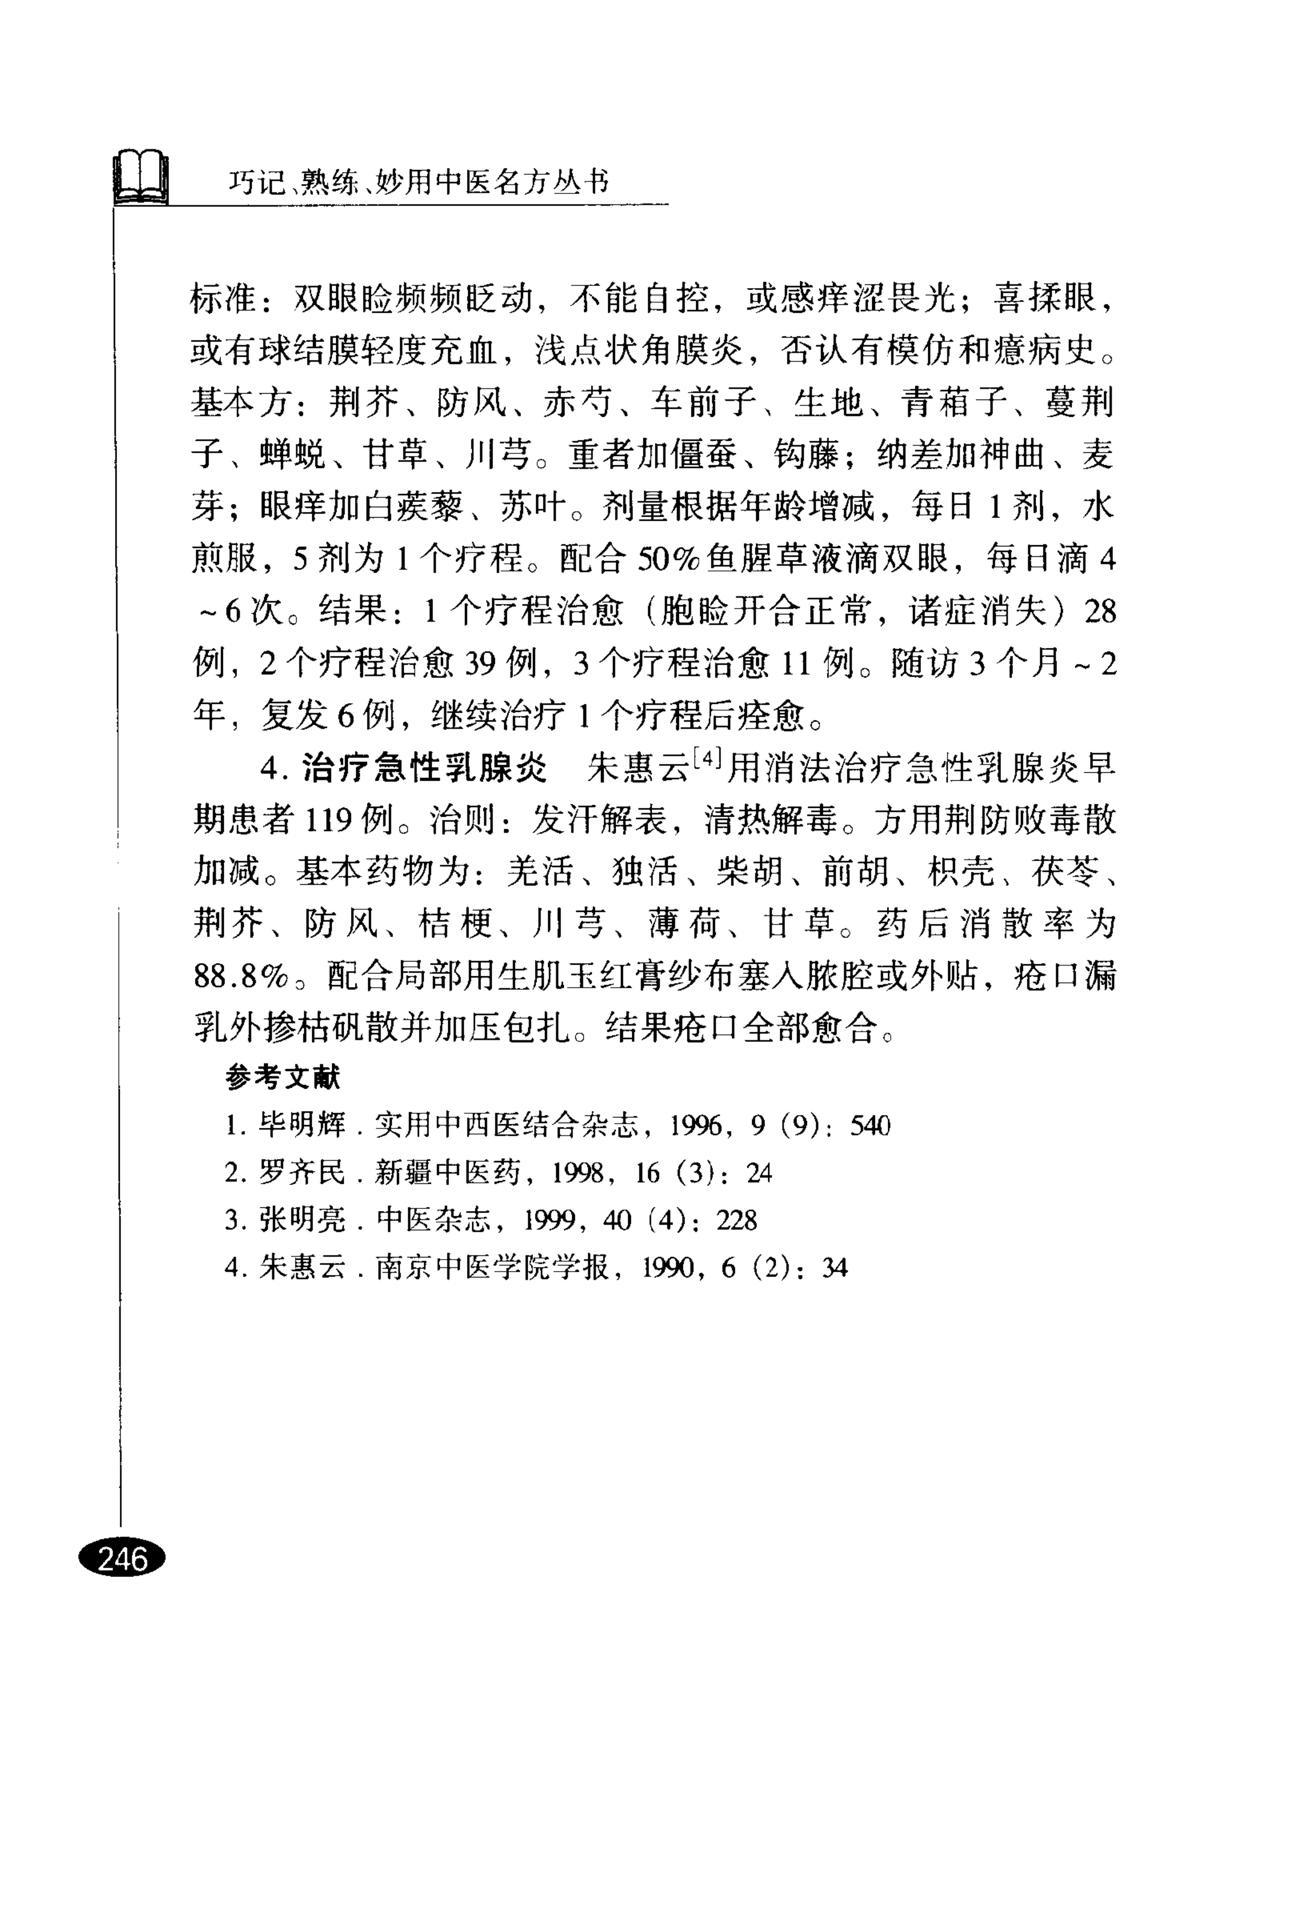 巧记、熟练、妙用中医名方丛书
标准：双眼睑频频眨动，不能自控，或感痒涩畏光；喜揉眼，
或有球结膜轻度充血，浅点状角膜炎，否认有模仿和癔病史。
基本方：荆芥、防风、赤芍、车前子、生地、青葙子、蔓荆
子、蝉蜕、甘草、川芎。重者加僵蚕、钩藤；纳差加神曲、麦
芽；眼痒加白蒺藜、苏叶。剂量根据年龄增减，每日 1 剂，水
煎服，5 剂为 1 个疗程。配合 50%鱼腥草液滴双眼，每日滴 4
~ 6 次。结果：1 个疗程治愈（胞睑开合正常，诸症消失）28
例，2 个疗程治愈 39 例，3 个疗程治愈 11 例。随访 3 个月 ~ 2
年，复发 6 例，继续治疗 1 个疗程后痊愈。
4. 治疗急性乳腺炎 朱惠云[4]用消法治疗急性乳腺炎早
期患者 119 例。治则：发汗解表，清热解毒。方用荆防败毒散
加减。基本药物为：羌活、独活、柴胡、前胡、枳壳、茯苓、
荆芥、防风、桔梗、川芎、薄荷、甘草。药后消散率为
88.8%。配合局部用生肌玉红膏纱布塞入脓腔或外贴，疮口漏
乳外掺枯矾散并加压包扎。结果疮口全部愈合。
参考文献
1. 毕明辉．实用中西医结合杂志，1996，9（9）：540
2. 罗齐民．新疆中医药，1998，16（3）：24
3. 张明亮．中医杂志，1999，40（4）：228
4. 朱惠云．南京中医学院学报，1990，6（2）：34
246